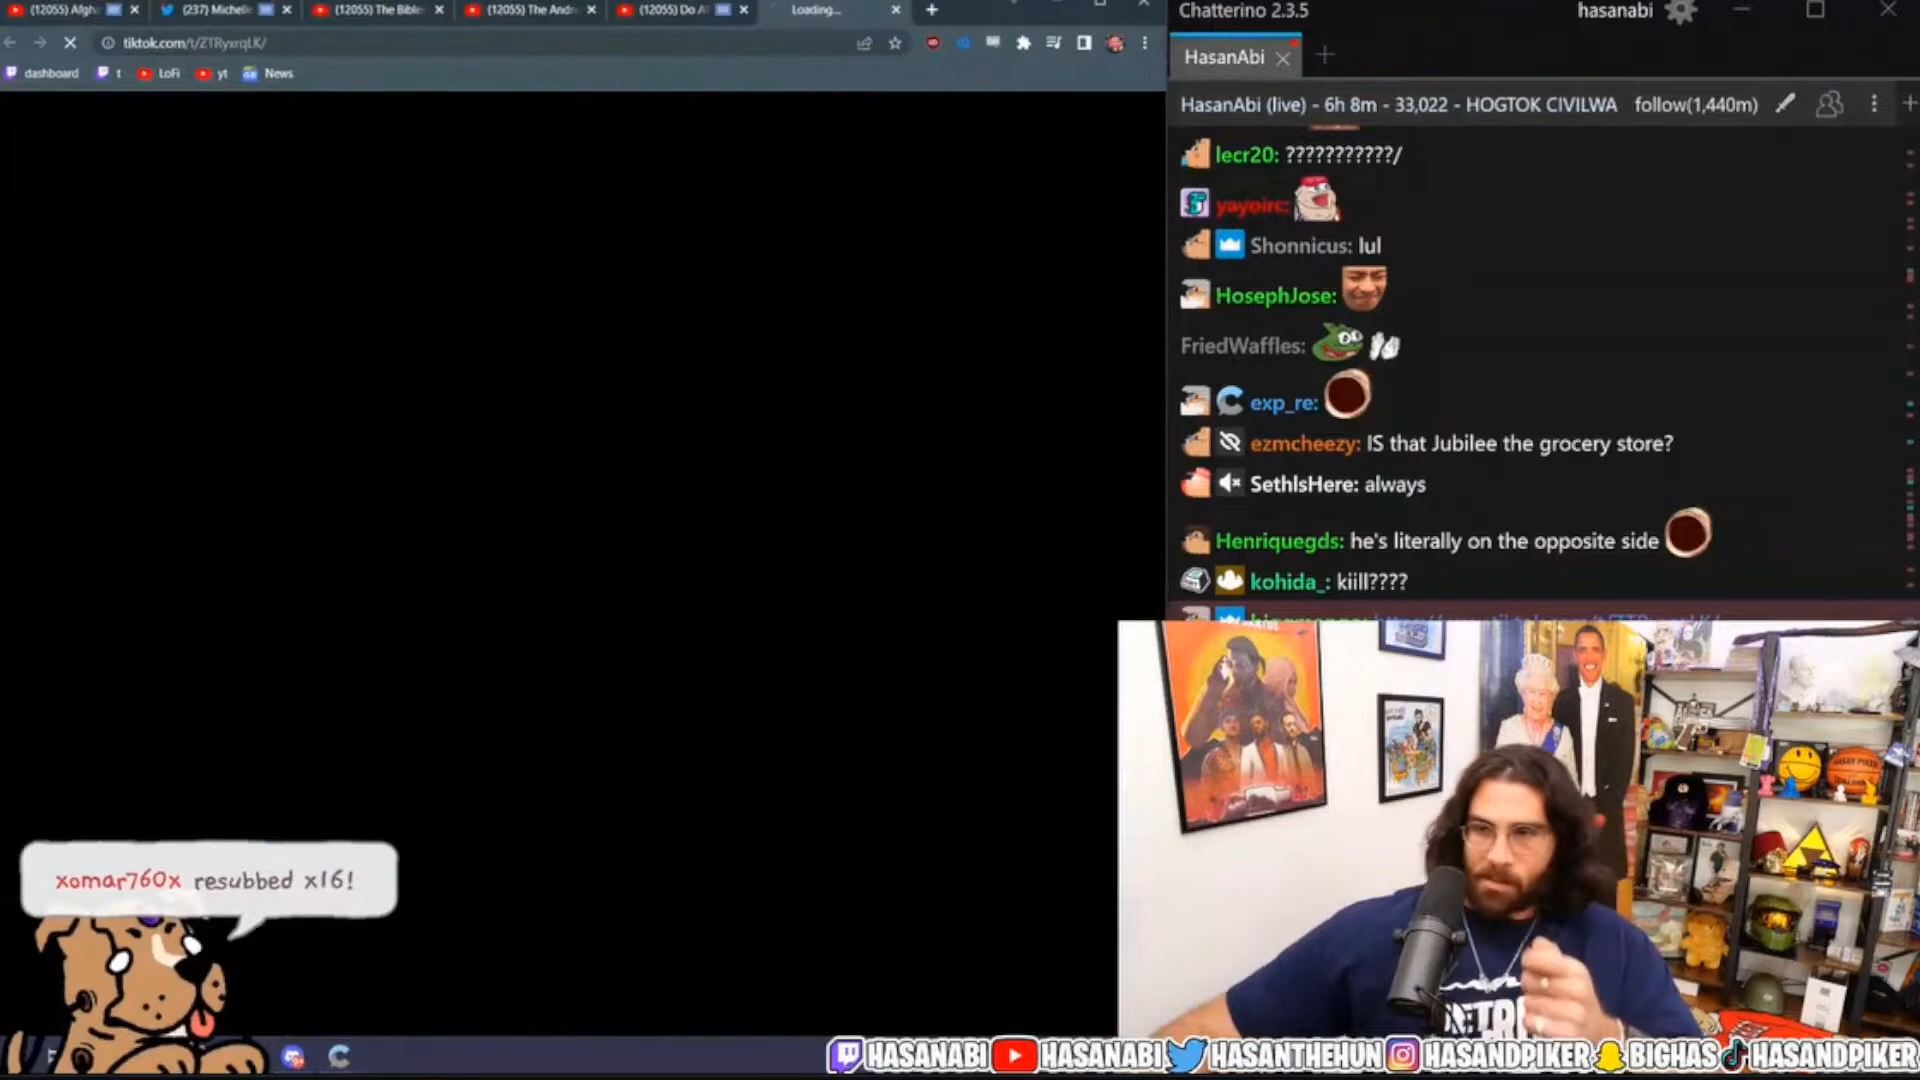 (12055) Afgha
(237) Michelle
(12055) The Bible
(12055) The Andr
(12055) Do A
Loading...
tiktok.com/t/ZTRyxrqLK/
dashboard t LoFi yt News
Chatterino 2.3.5
hasanabi
HasanAbi
HasanAbi (live) - 6h 8m - 33,022 - HOGTOK CIVILWA follow(1,440m)
lecr20: ???????????/
yayoirc:
Shonnicus: lul
HosephJose:
FriedWaffles:
exp_re:
ezmcheezy: IS that Jubilee the grocery store?
SethIsHere: always
Henriquegds: he's literally on the opposite side
kohida_: kiill????
xomar760x resubbed x16!
HASANABI HASANABI HASANTHEHUN HASANDPIKER BIGHAS HASANDPIKER